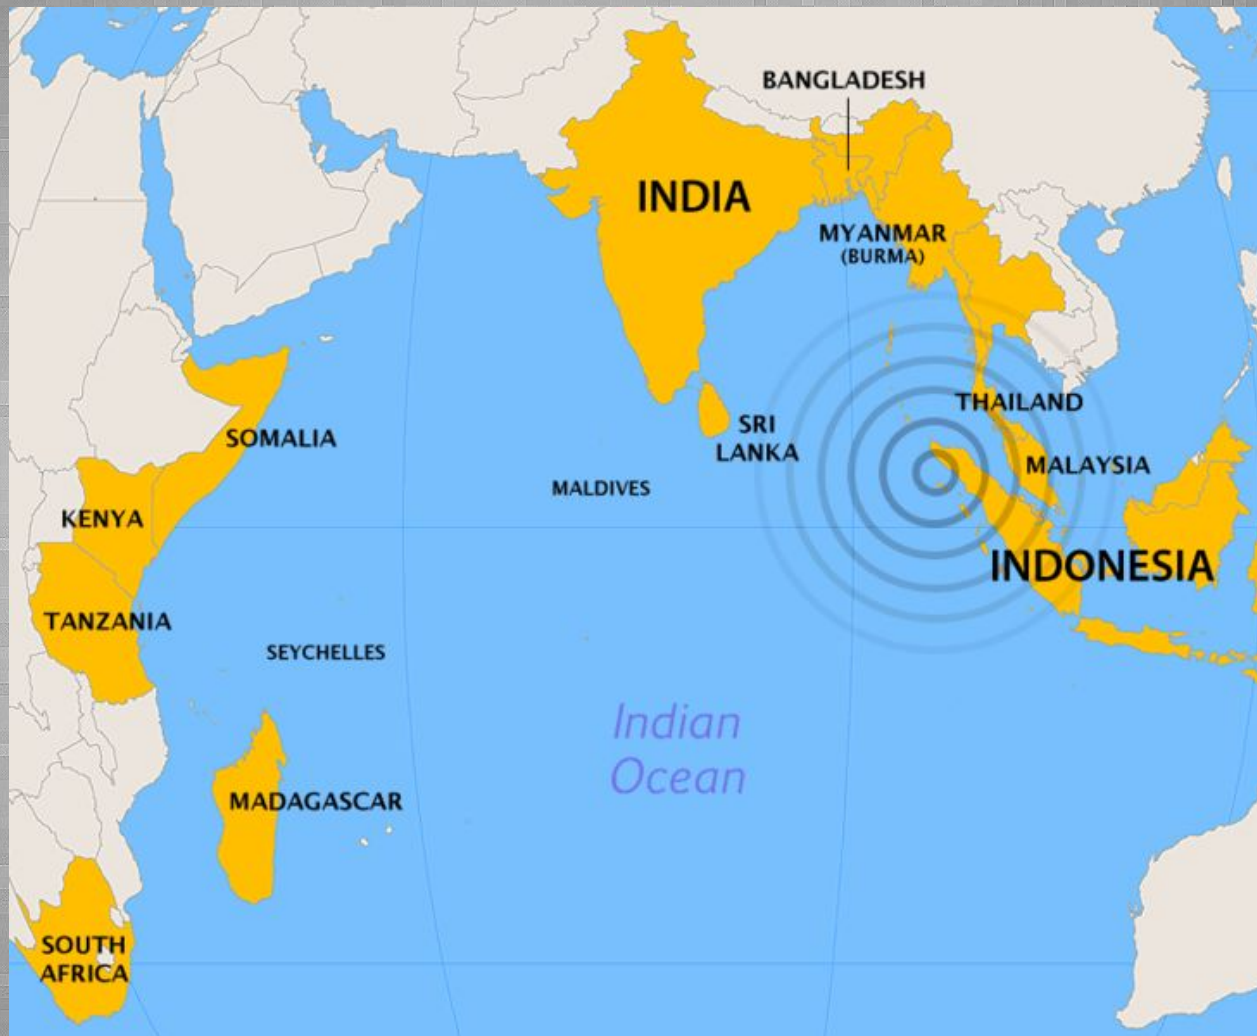 BANGLADESH
INDIA
MYANMAR
(BURMA)
THAILAND
SRI
LANKA
SOMALIA
MALAYSIA
MALDIVES
KENYA
INDONESIA
TANZANIA
SEYCHELLES
Indian
Ocean
MADAGASCAR
SOUTH
AFRICA